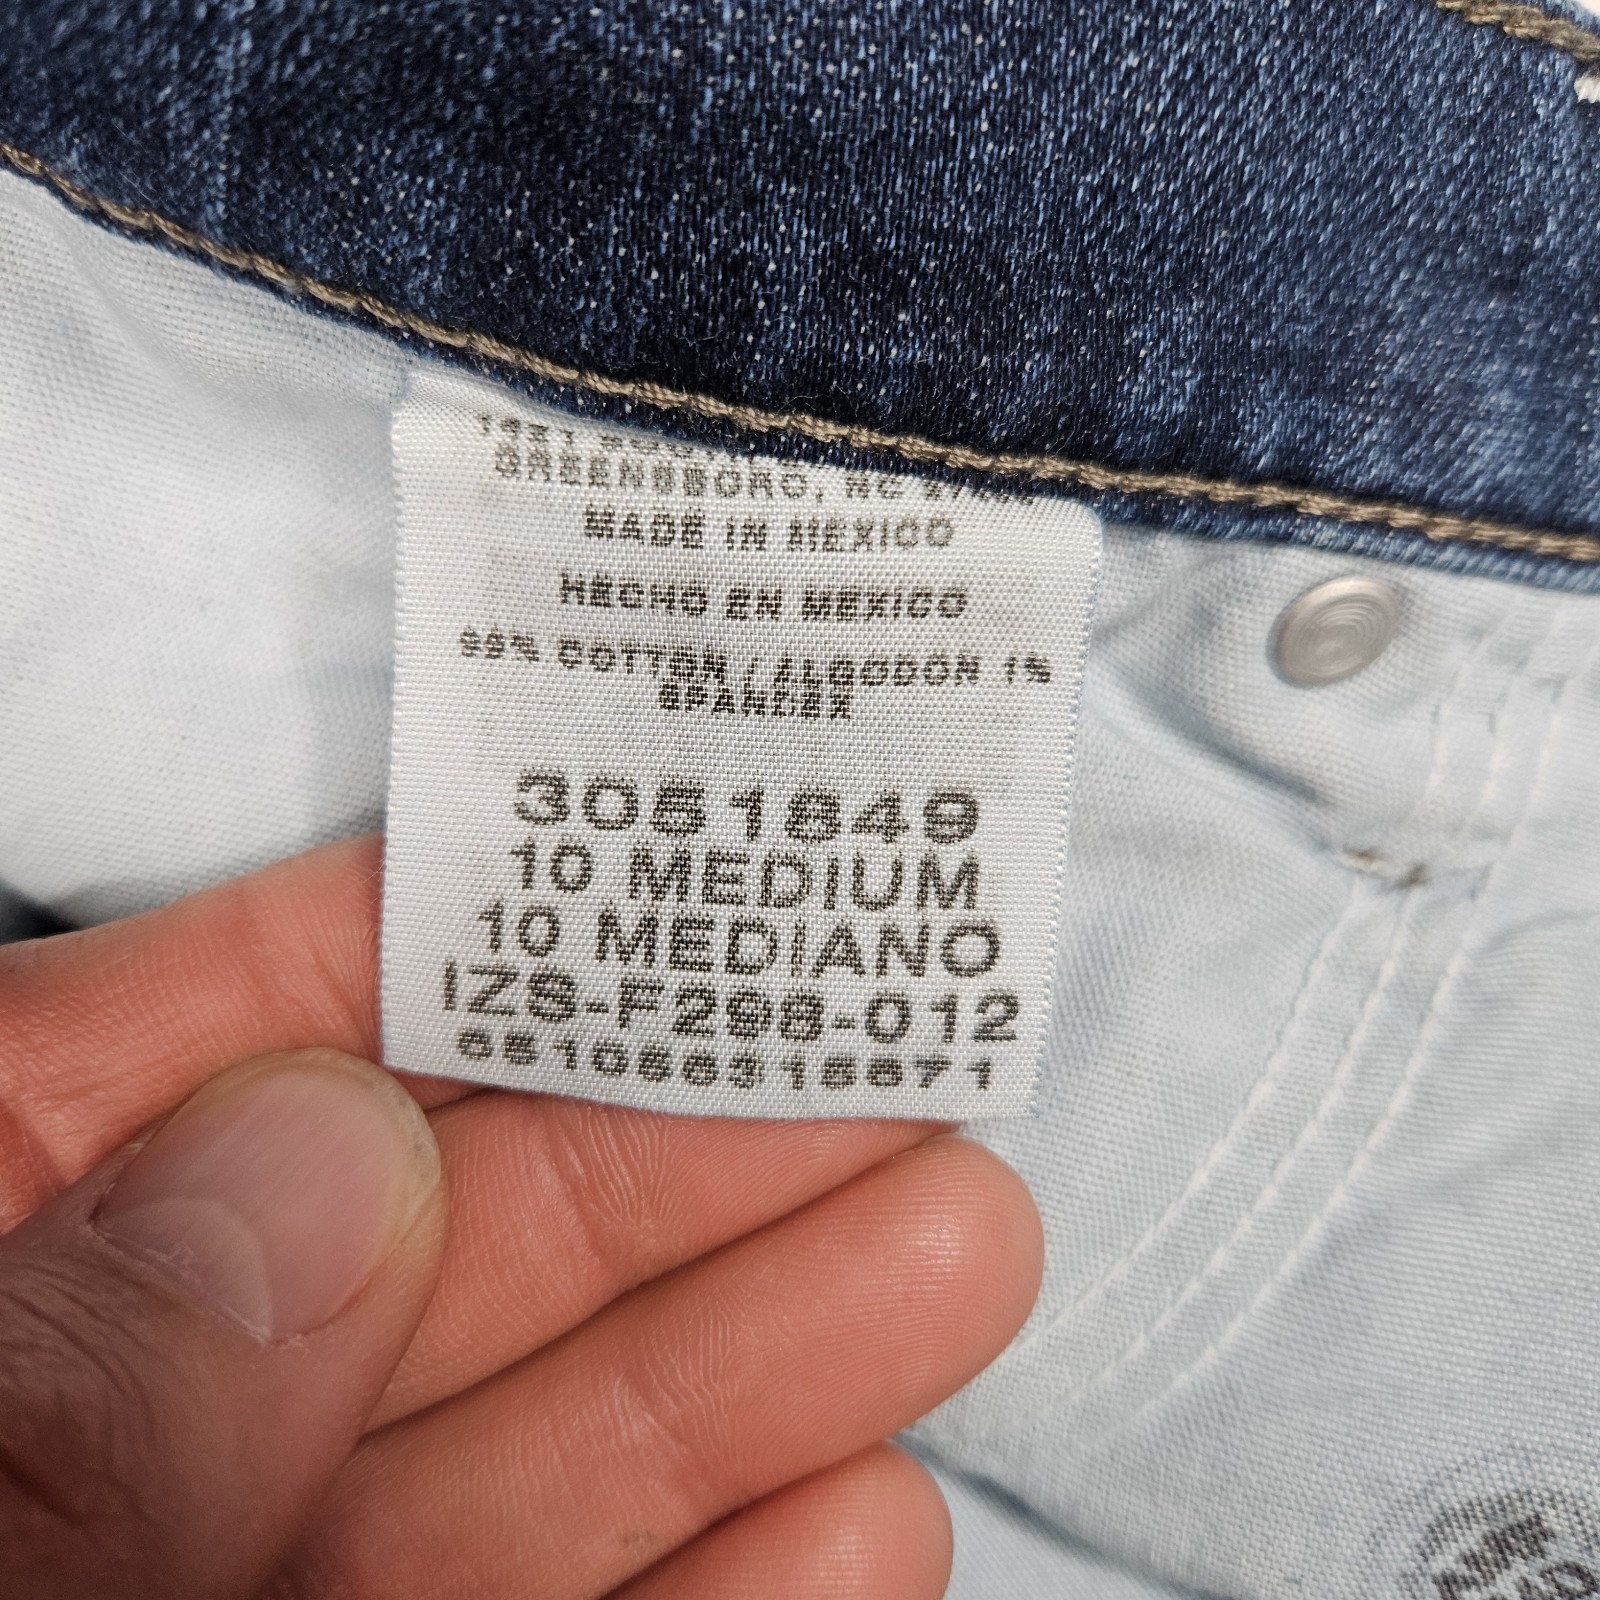 GREENSBORO, NC
MADE IN MEXICO
HECHO EN MEXICO
99% COTTON / ALGODON 1%
SPANDEX
3051849
10 MEDIUM
10 MEDIANO
IZS-F298-012